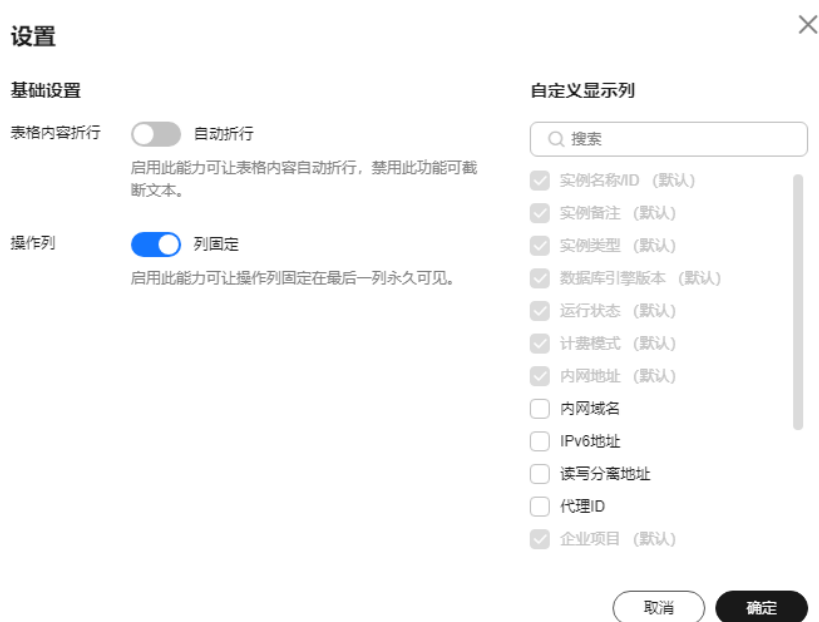 设置
基础设置
表格内容折行
自动折行
启用此能力可让表格内容自动折行，禁用此功能可截
断文本。
操作列
列固定
启用此能力可让操作列固定在最后一列永久可见。
自定义显示列
搜索
实例名称/ID （默认）
实例备注 （默认）
实例类型 （默认）
数据库引擎版本 （默认）
运行状态 （默认）
计费模式 （默认）
内网地址 （默认）
内网域名
IPv6地址
读写分离地址
代理ID
企业项目 （默认）
取消
确定